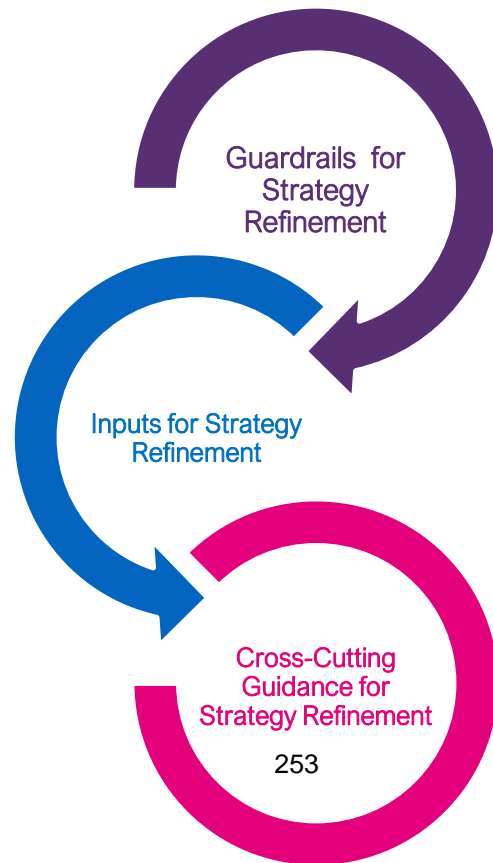 Guardrails for
Strategy
Refinement
Inputs for Strategy
Refinement
Cross-Cutting
Guidance for
Strategy Refinement
253